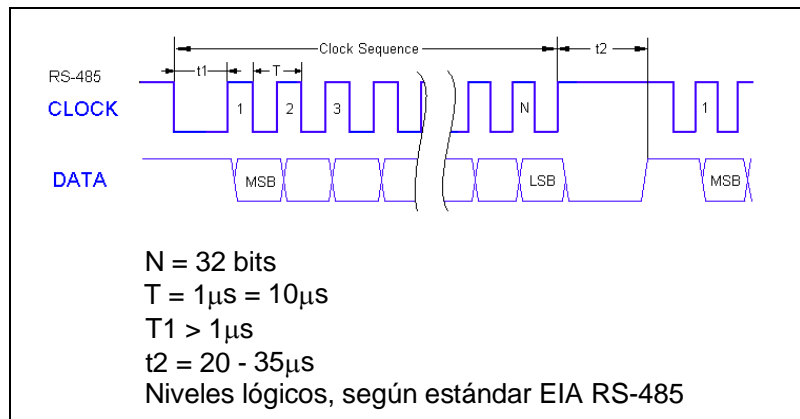 Clock Sequence
t2
t1
T
RS-485
CLOCK
1
2
3
N
1
DATA
MSB
LSB
MSB
N = 32 bits
T = 1µs = 10µs
T1 > 1µs
t2 = 20 - 35µs
Niveles lógicos, según estándar EIA RS-485